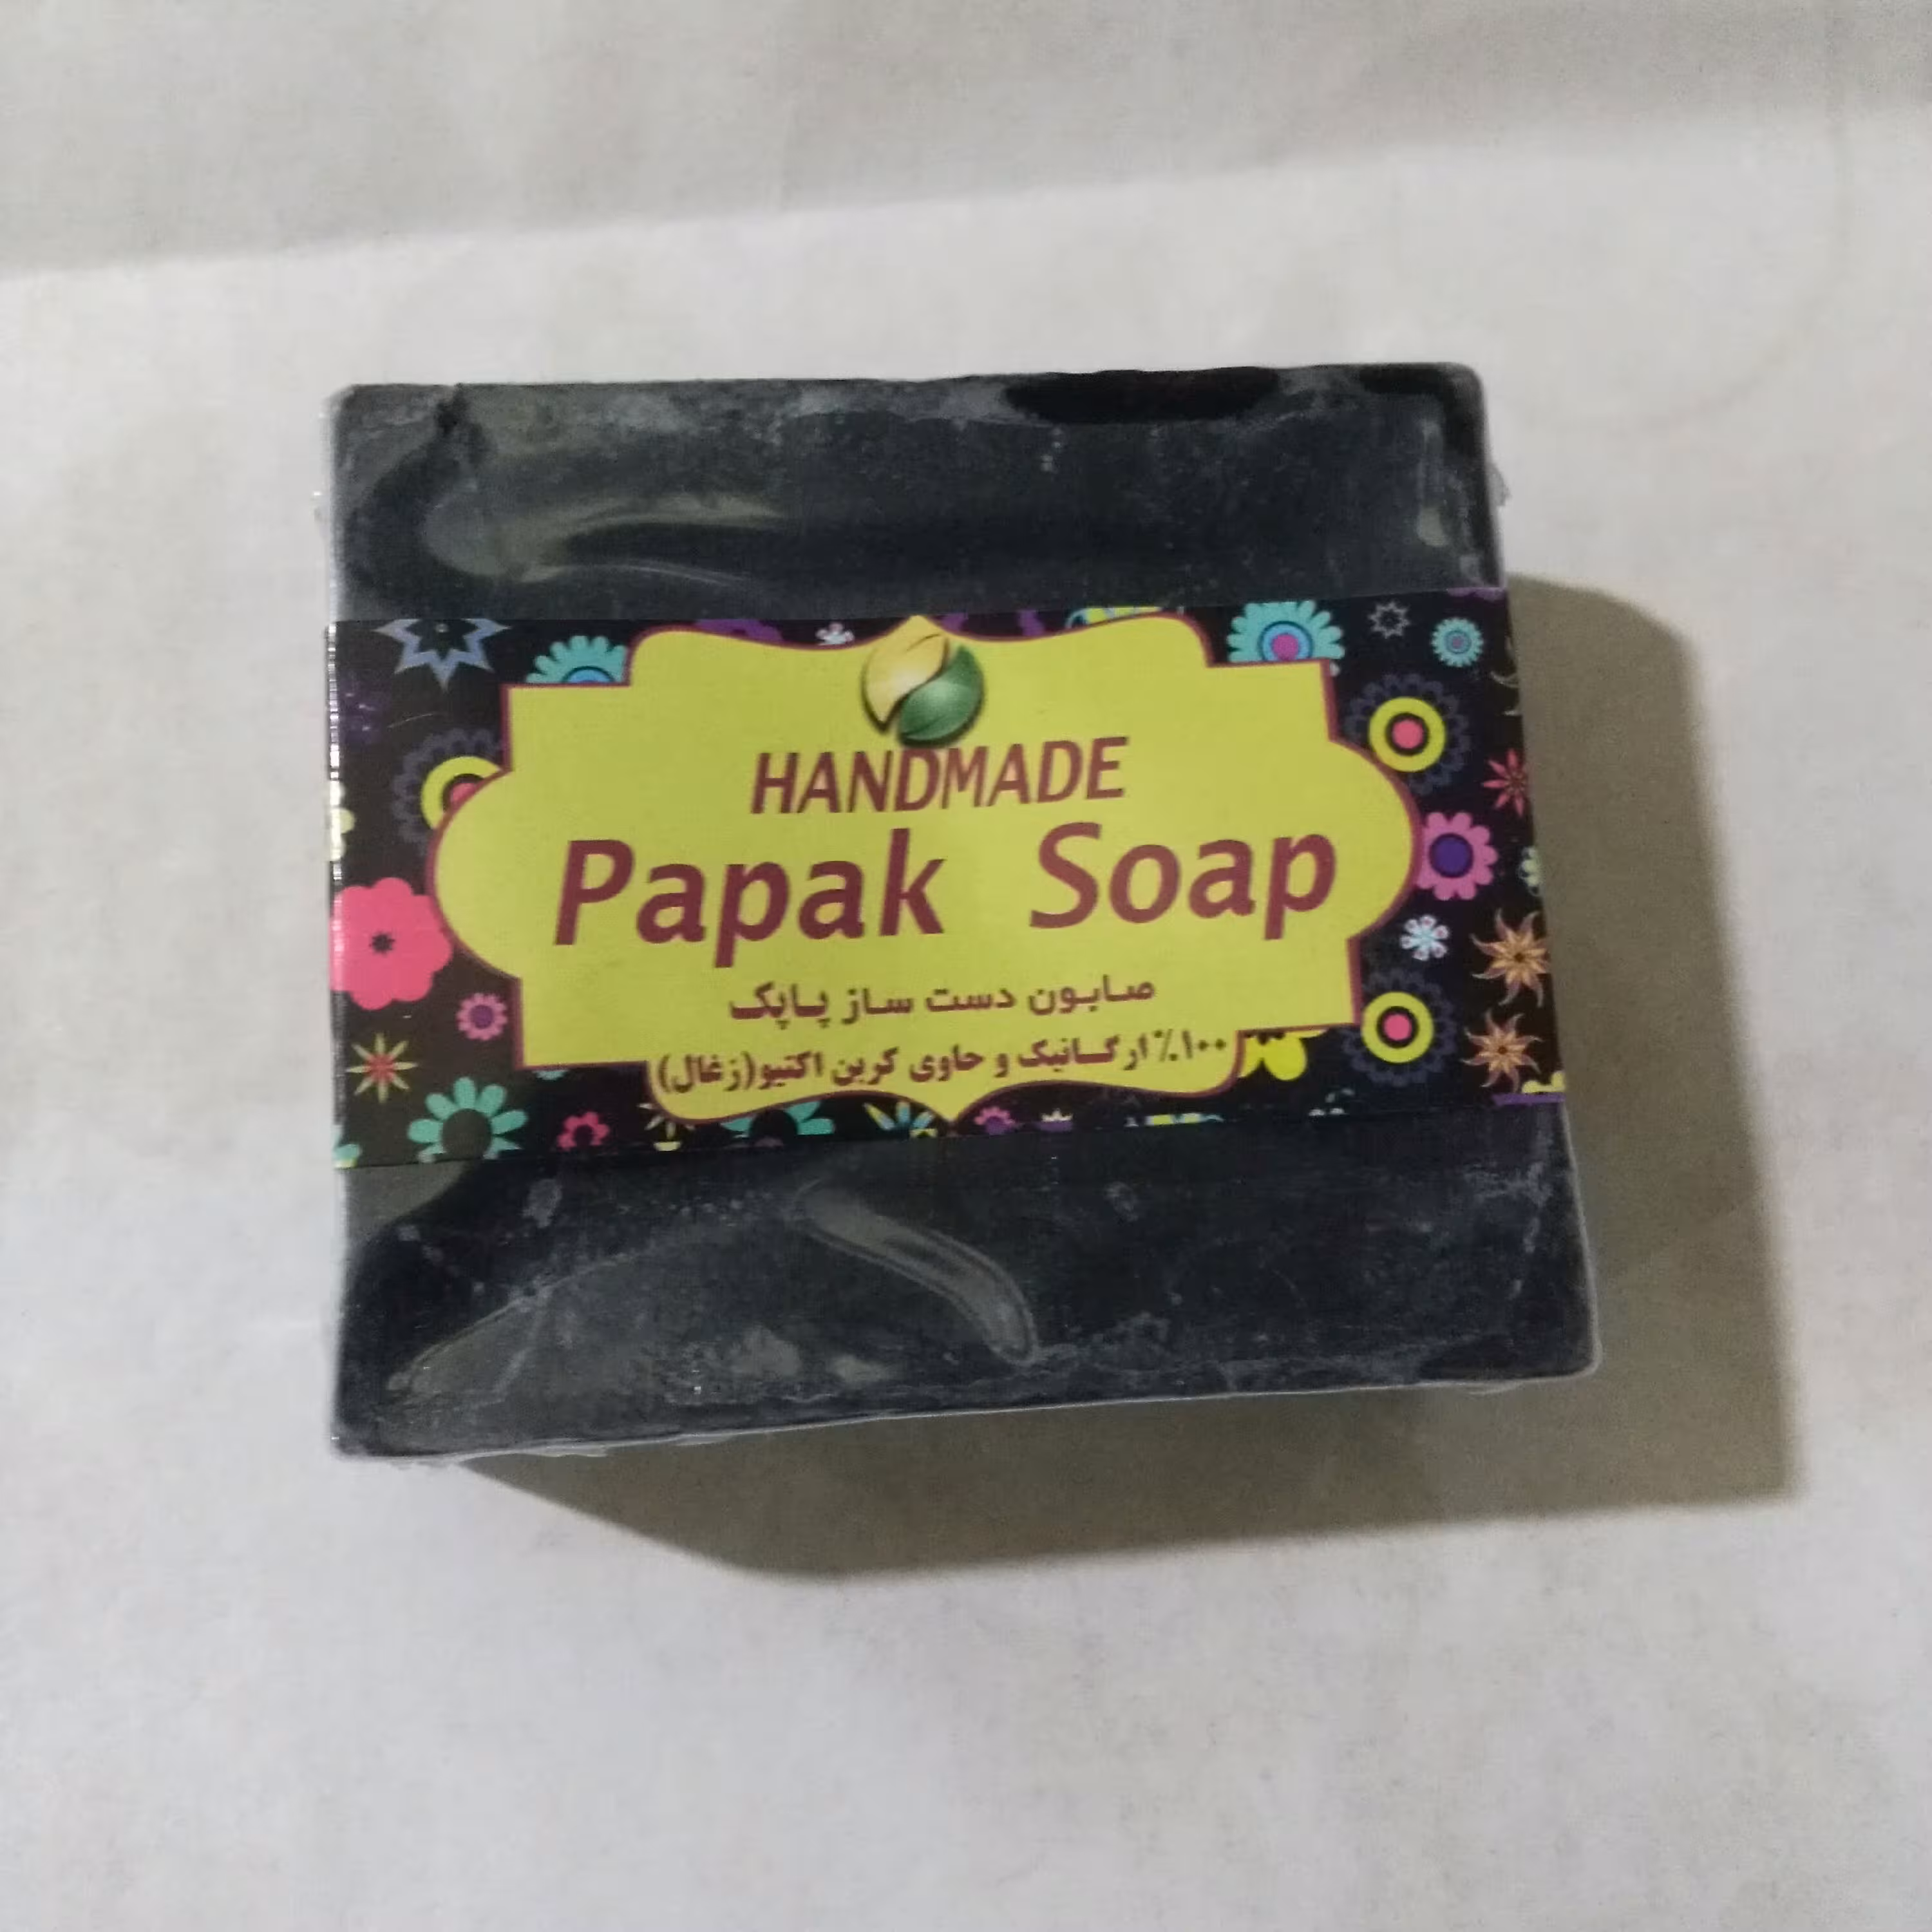 HANDMADE
Papak Soap
صابون دست ساز پاپک
۱۰۰٪ ارگانیک و حاوی کربن اکتیو(زغال)